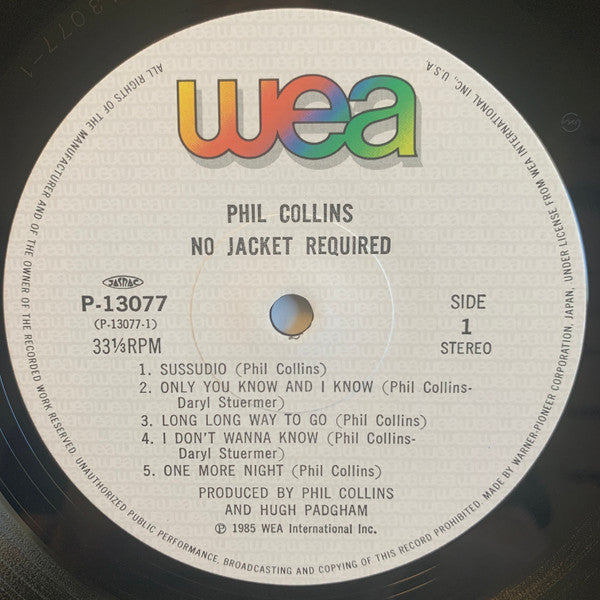 wea
PHIL COLLINS
NO JACKET REQUIRED
JASRAC
P-13077
(P-13077-1)
33⅓RPM
SIDE
1
STEREO
1. SUSSUDIO (Phil Collins)
2. ONLY YOU KNOW AND I KNOW (Phil Collins-
Daryl Stuermer)
3. LONG LONG WAY TO GO (Phil Collins)
4. I DON'T WANNA KNOW (Phil Collins-
Daryl Stuermer)
5. ONE MORE NIGHT (Phil Collins)
PRODUCED BY PHIL COLLINS
AND HUGH PADGHAM
℗ 1985 WEA International Inc.
ALL RIGHTS OF THE MANUFACTURER AND OF THE OWNER OF THE RECORDED WORK RESERVED. UNAUTHORIZED PUBLIC PERFORMANCE, BROADCASTING AND COPYING OF THIS RECORD PROHIBITED. MADE BY WARNER-PIONEER CORPORATION, JAPAN, UNDER LICENSE FROM WEA INTERNATIONAL INC., U.S.A.